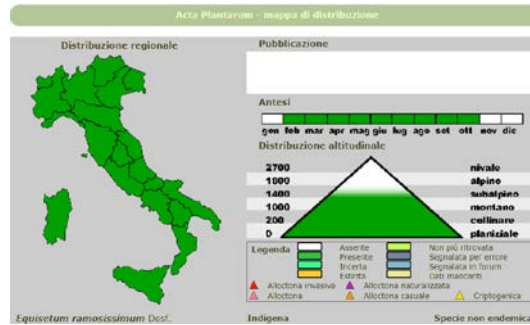 Acta Plantarum - mappa di distribuzione
Distribuzione regionale
Pubblicazione
Antesi
gen feb mar apr mag giu lug ago set ott nov dic
Distribuzione altitudinale
2700 nivale
1800 alpino
1400 subalpino
1000 montano
200 collinare
0 planiziale
Legenda
Assente Non più ritrovata
Presente Segnalata per errore
Incerta Segnalata in forum
Estinta Dati mancanti
Alloctona invasiva Alloctona naturalizzata
Alloctona Alloctona casuale Criptogenica
Equisetum ramosissimum Desf. Indigena Specie non endemica